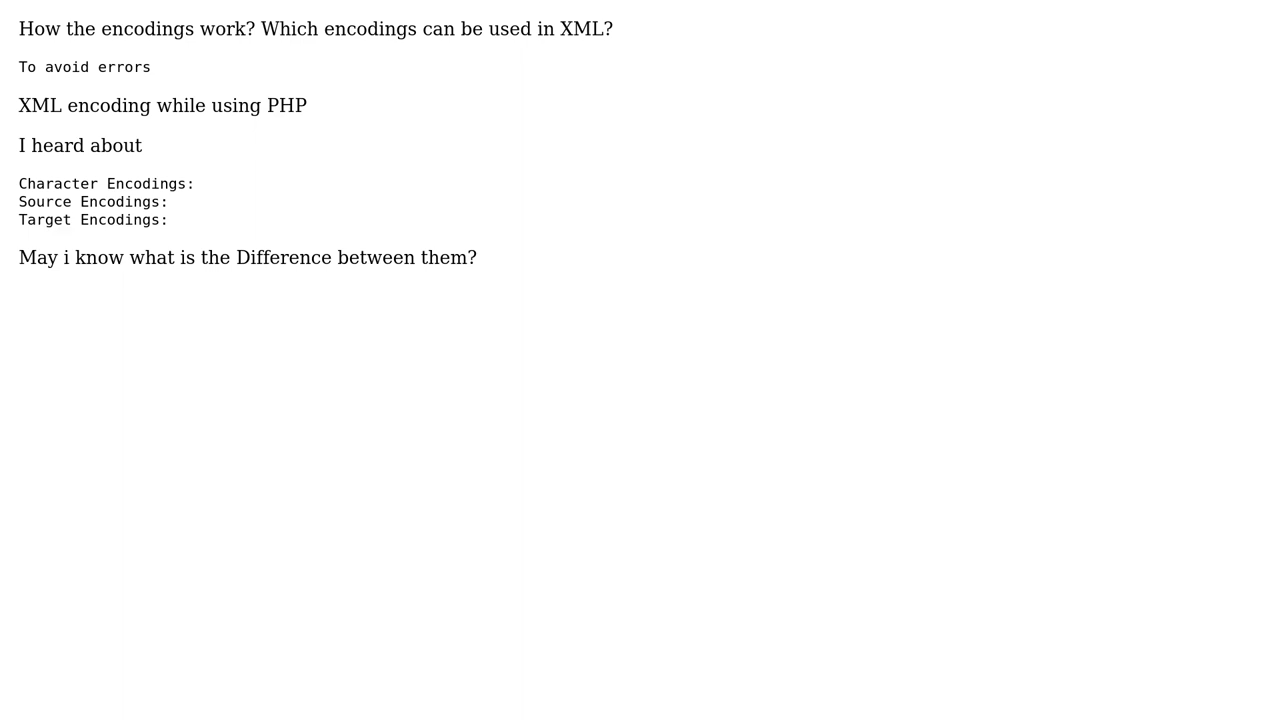 How the encodings work? Which encodings can be used in XML?
To avoid errors
XML encoding while using PHP
I heard about
Character Encodings:
Source Encodings:
Target Encodings:
May i know what is the Difference between them?